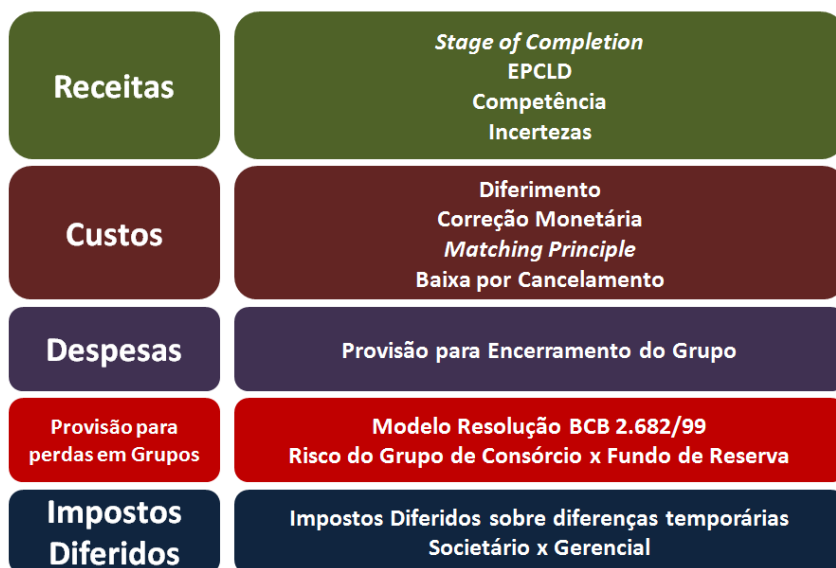 Receitas
Stage of Completion
EPCLD
Competência
Incertezas
Custos
Diferimento
Correção Monetária
Matching Principle
Baixa por Cancelamento
Despesas
Provisão para Encerramento do Grupo
Provisão para
perdas em Grupos
Modelo Resolução BCB 2.682/99
Risco do Grupo de Consórcio x Fundo de Reserva
Impostos
Diferidos
Impostos Diferidos sobre diferenças temporárias
Societário x Gerencial